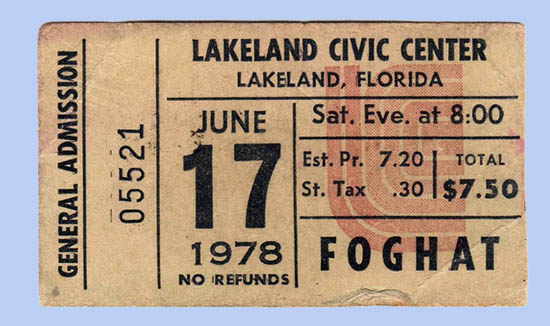 GENERAL ADMISSION
05521
LAKELAND CIVIC CENTER
LAKELAND, FLORIDA
JUNE
17
1978
NO REFUNDS
Sat. Eve. at 8:00
Est. Pr. 7.20
St. Tax .30
TOTAL
$7.50
FOGHAT